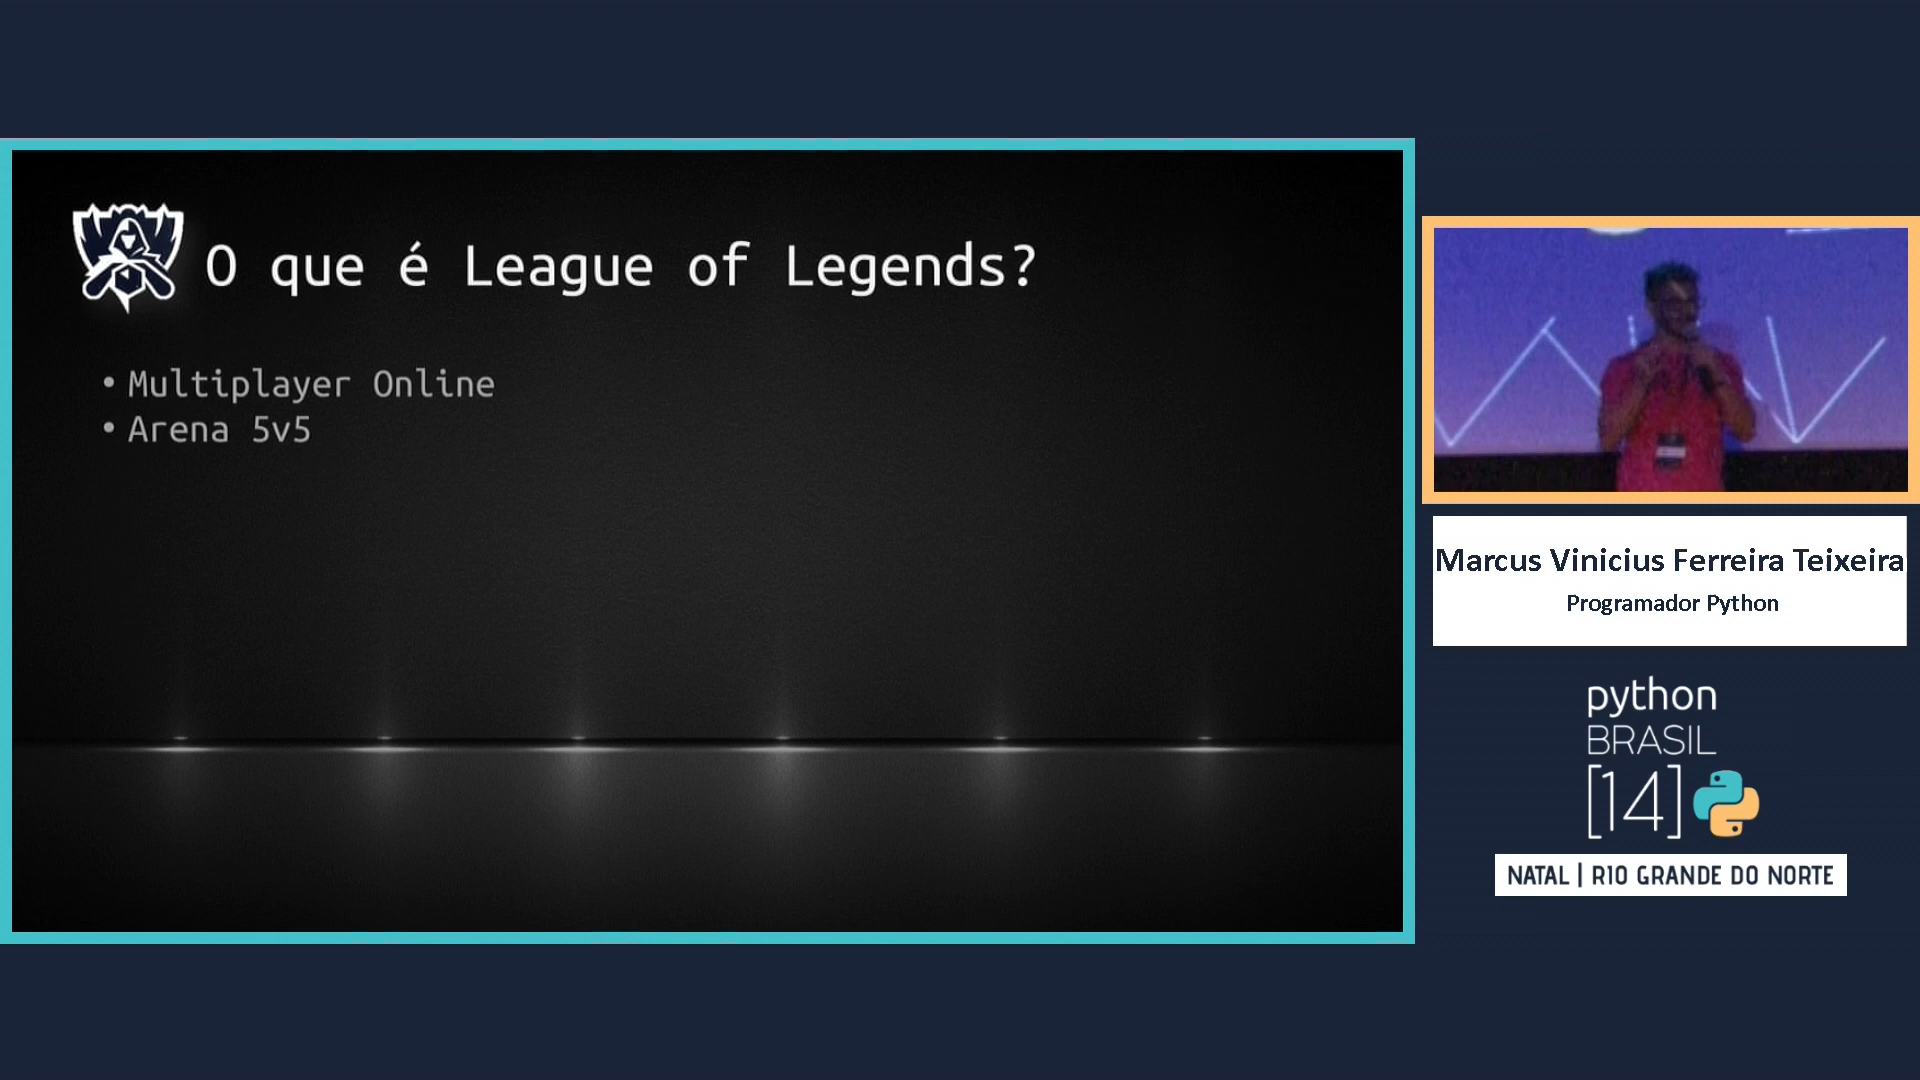 O que é League of Legends?
• Multiplayer Online
• Arena 5v5
Marcus Vinicius Ferreira Teixeira
Programador Python
python
BRASIL
[14]
NATAL | RIO GRANDE DO NORTE